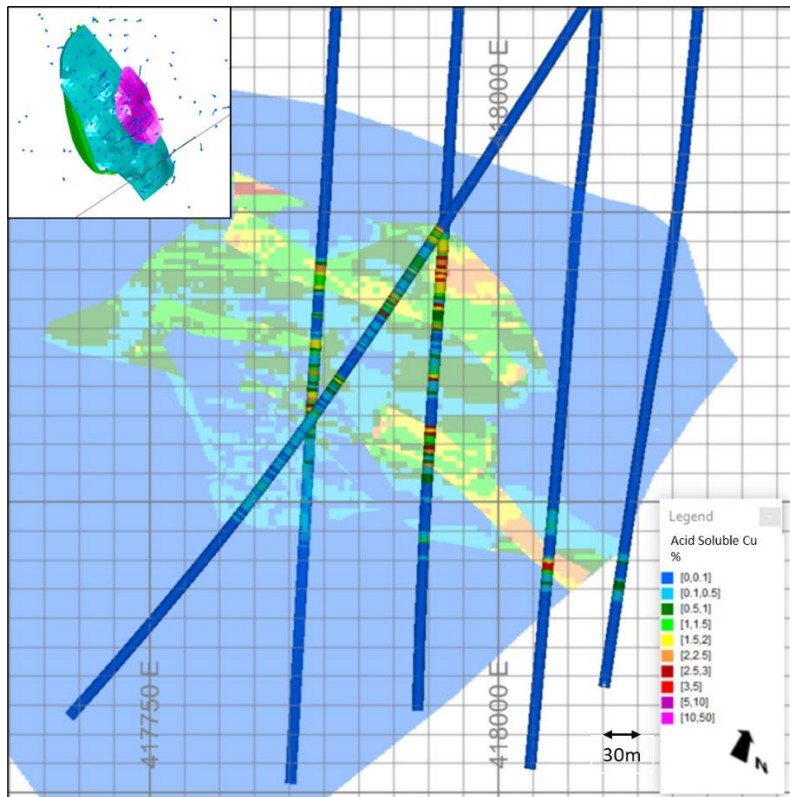 418000 E
417750 E
418000 E
Legend
Acid Soluble Cu
%
[0,0.1]
[0.1,0.5]
[0.5,1]
[1,1.5]
[1.5,2]
[2,2.5]
[2.5,3]
[3,5]
[5,10]
[10,50]
30m
N